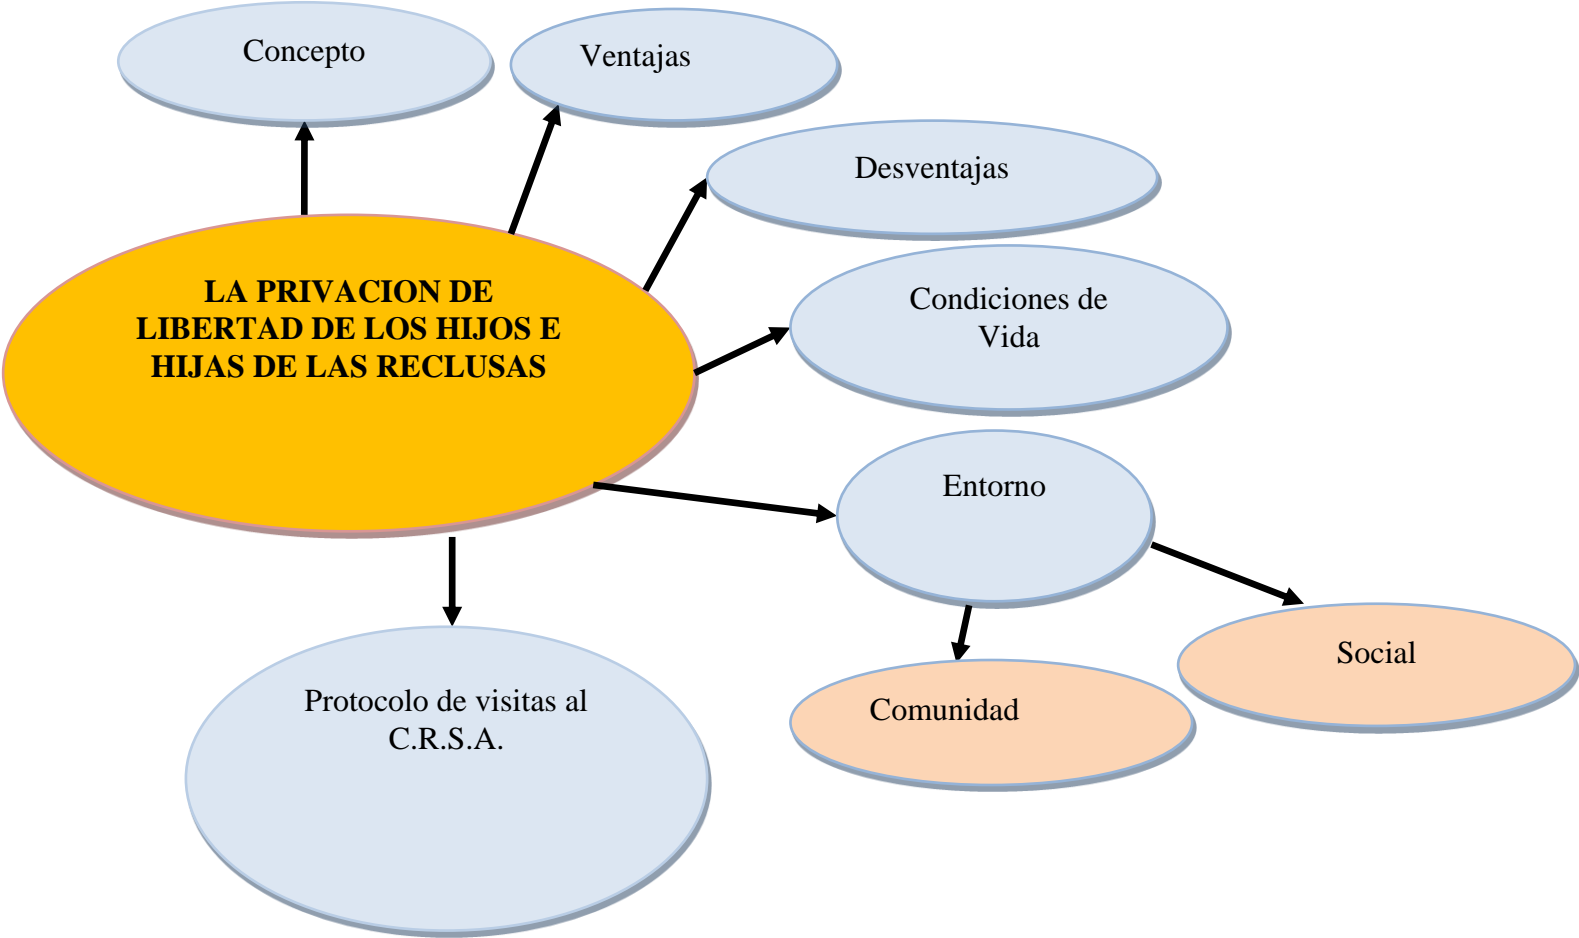 Concepto
Ventajas
Desventajas
LA PRIVACION DE
LIBERTAD DE LOS HIJOS E
HIJAS DE LAS RECLUSAS
Condiciones de
Vida
Entorno
Social
Comunidad
Protocolo de visitas al
C.R.S.A.